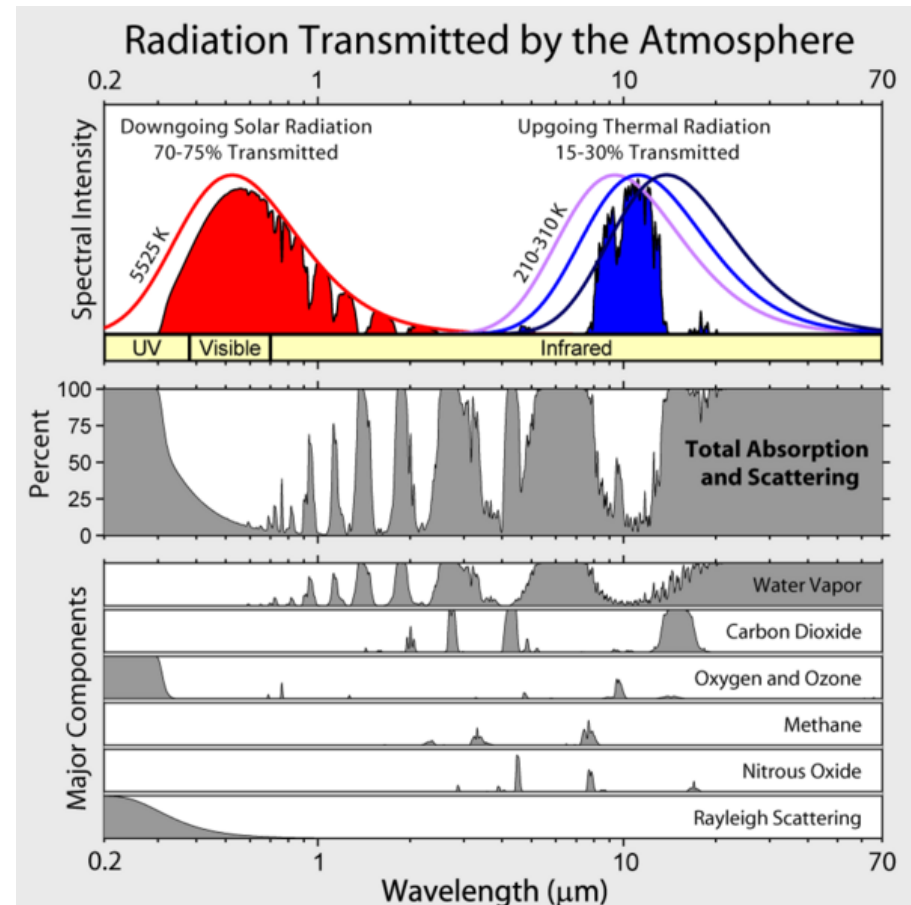 Radiation Transmitted by the Atmosphere
0.2 1 10 70
Spectral Intensity
Downgoing Solar Radiation
70-75% Transmitted
Upgoing Thermal Radiation
15-30% Transmitted
5525 K
210-310 K
UV Visible Infrared
Percent
100
75
50
25
0
Total Absorption
and Scattering
Major Components
Water Vapor
Carbon Dioxide
Oxygen and Ozone
Methane
Nitrous Oxide
Rayleigh Scattering
0.2 1 10 70
Wavelength (μm)